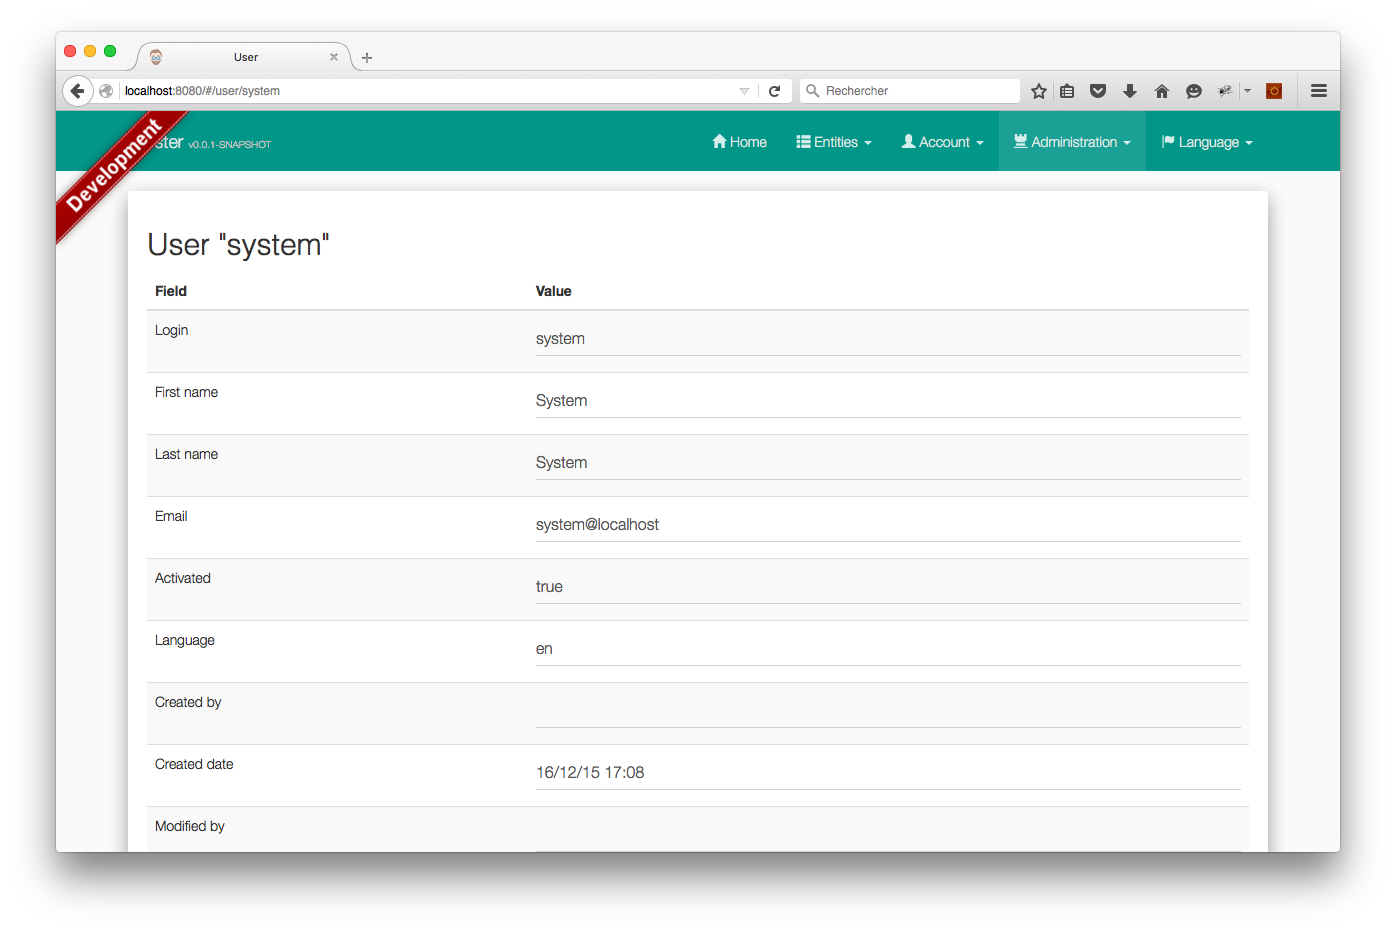 User
localhost:8080/#/user/system
Rechercher
Development
v0.0.1-SNAPSHOT
Home
Entities
Account
Administration
Language
User "system"
Field Value
Login system
First name System
Last name System
Email system@localhost
Activated true
Language en
Created by
Created date 16/12/15 17:08
Modified by